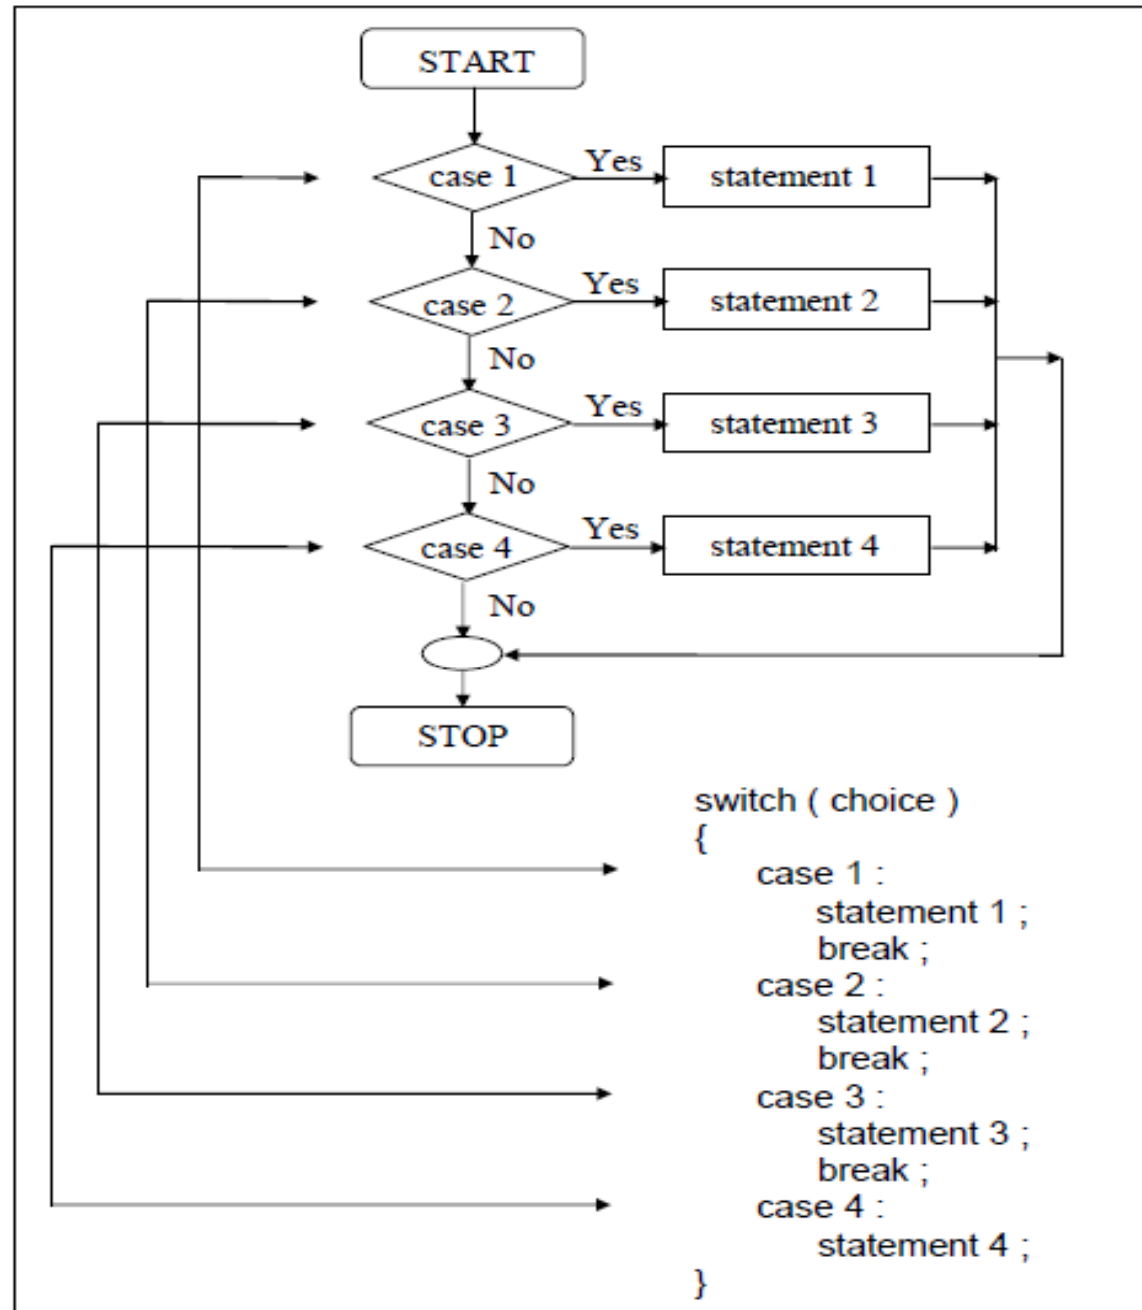 START
case 1
Yes
statement 1
No
case 2
Yes
statement 2
No
case 3
Yes
statement 3
No
case 4
Yes
statement 4
No
STOP
switch ( choice )
{
case 1 :
statement 1 ;
break ;
case 2 :
statement 2 ;
break ;
case 3 :
statement 3 ;
break ;
case 4 :
statement 4 ;
}